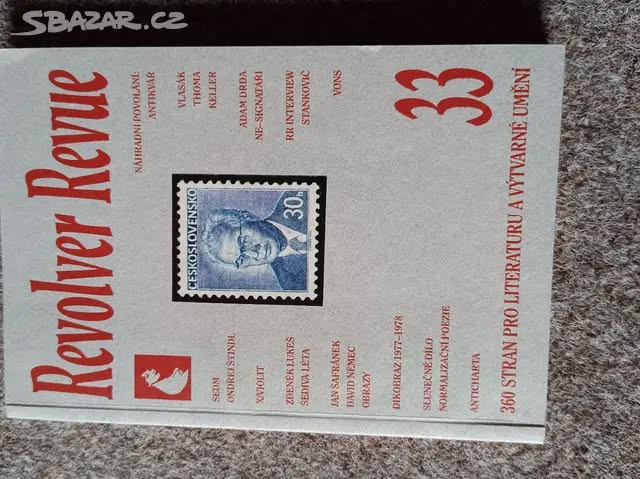 SBAZAR.CZ
Revolver Revue
33
NÁHRADNÍ POVOLÁNÍ:
ANTIKVÁŘ
VLASÁK
THOMA
KELLER
ADAM DRDA
NE–SIGNATÁŘI
RR INTERVIEW
STANKOVIČ
VONS
ČESKOSLOVENSKO
30h
SEDM
ONDŘEJ ŠTINDL
XATOLIT
ZDENĚK LUKEŠ
ŠEDIVÁ LÉTA
JAN ŠAFRÁNEK
DAVID NĚMEC
OBRAZY
DIKOBRAZ 1977–1978
SLUNEČNÉ DÍLO
NORMALIZAČNÍ POEZIE
ANTICHARTA
360 STRAN PRO LITERATURU A VÝTVARNÉ UMĚNÍ